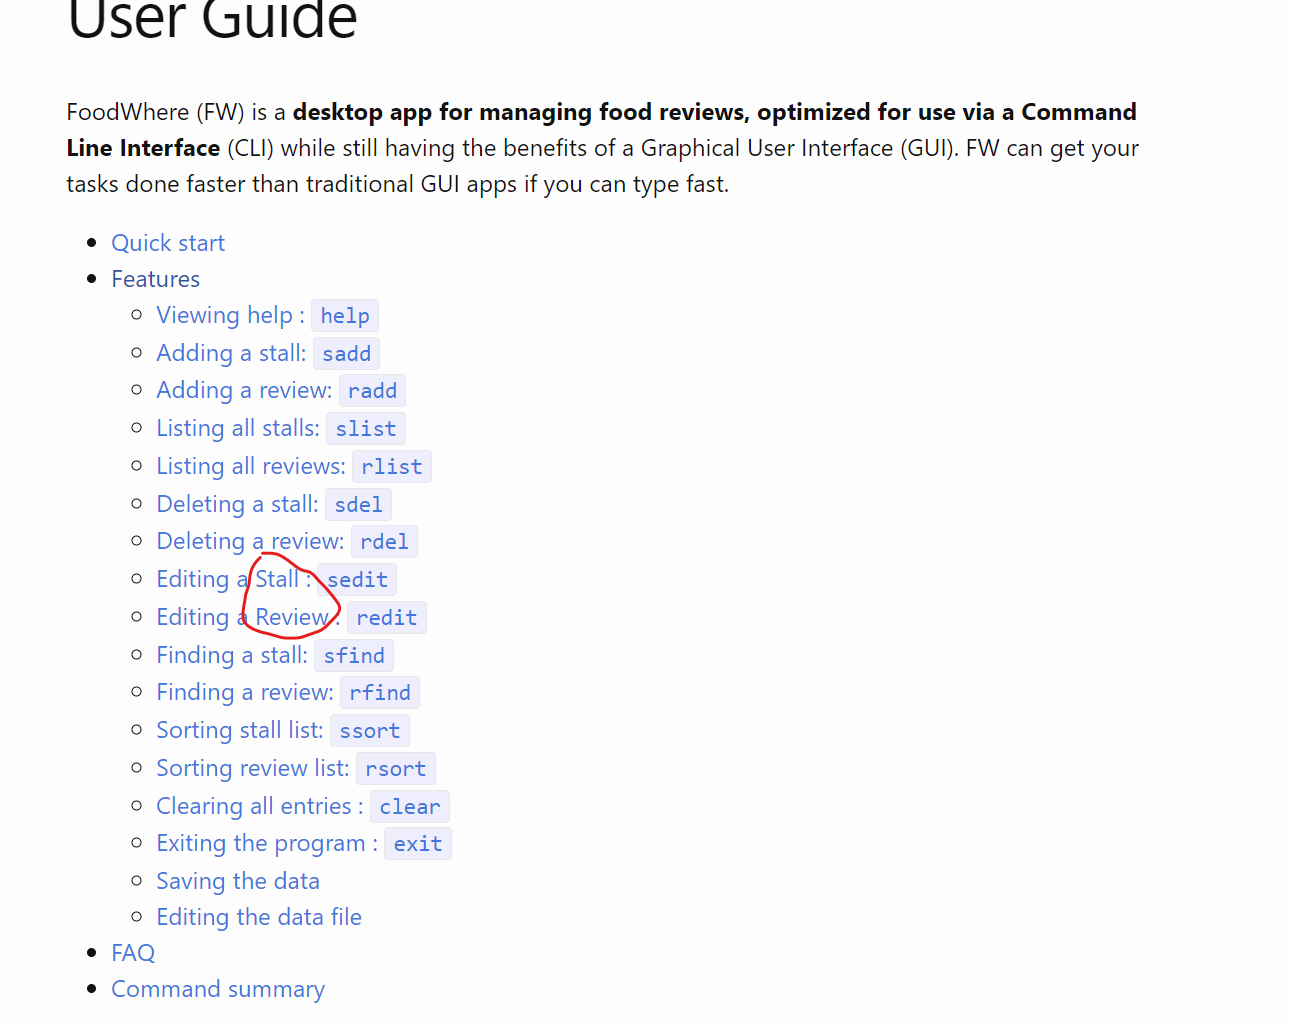 User Guide
FoodWhere (FW) is a desktop app for managing food reviews, optimized for use via a Command
Line Interface (CLI) while still having the benefits of a Graphical User Interface (GUI). FW can get your
tasks done faster than traditional GUI apps if you can type fast.
Quick start
Features
Viewing help : help
Adding a stall: sadd
Adding a review: radd
Listing all stalls: slist
Listing all reviews: rlist
Deleting a stall: sdel
Deleting a review: rdel
Editing a Stall : sedit
Editing a Review : redit
Finding a stall: sfind
Finding a review: rfind
Sorting stall list: ssort
Sorting review list: rsort
Clearing all entries : clear
Exiting the program : exit
Saving the data
Editing the data file
FAQ
Command summary